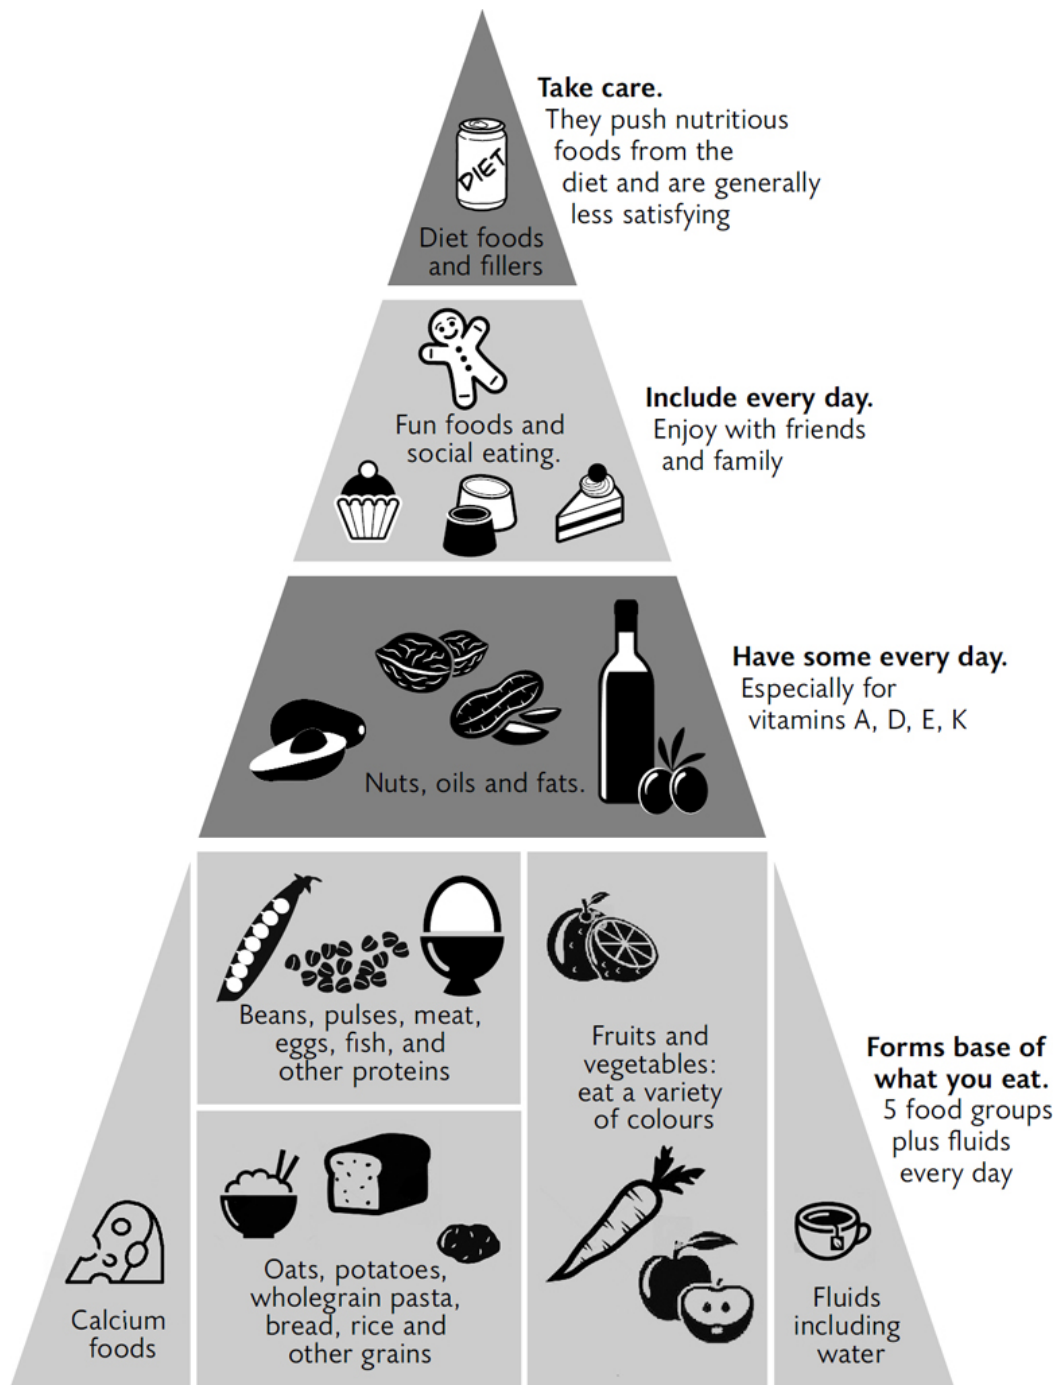 Take care.
They push nutritious
foods from the
diet and are generally
less satisfying
DIET
Diet foods
and fillers
Include every day.
Enjoy with friends
and family
Fun foods and
social eating.
Have some every day.
Especially for
vitamins A, D, E, K
Nuts, oils and fats.
Beans, pulses, meat,
eggs, fish, and
other proteins
Fruits and
vegetables:
eat a variety
of colours
Forms base of
what you eat.
5 food groups
plus fluids
every day
Calcium
foods
Oats, potatoes,
wholegrain pasta,
bread, rice and
other grains
Fluids
including
water